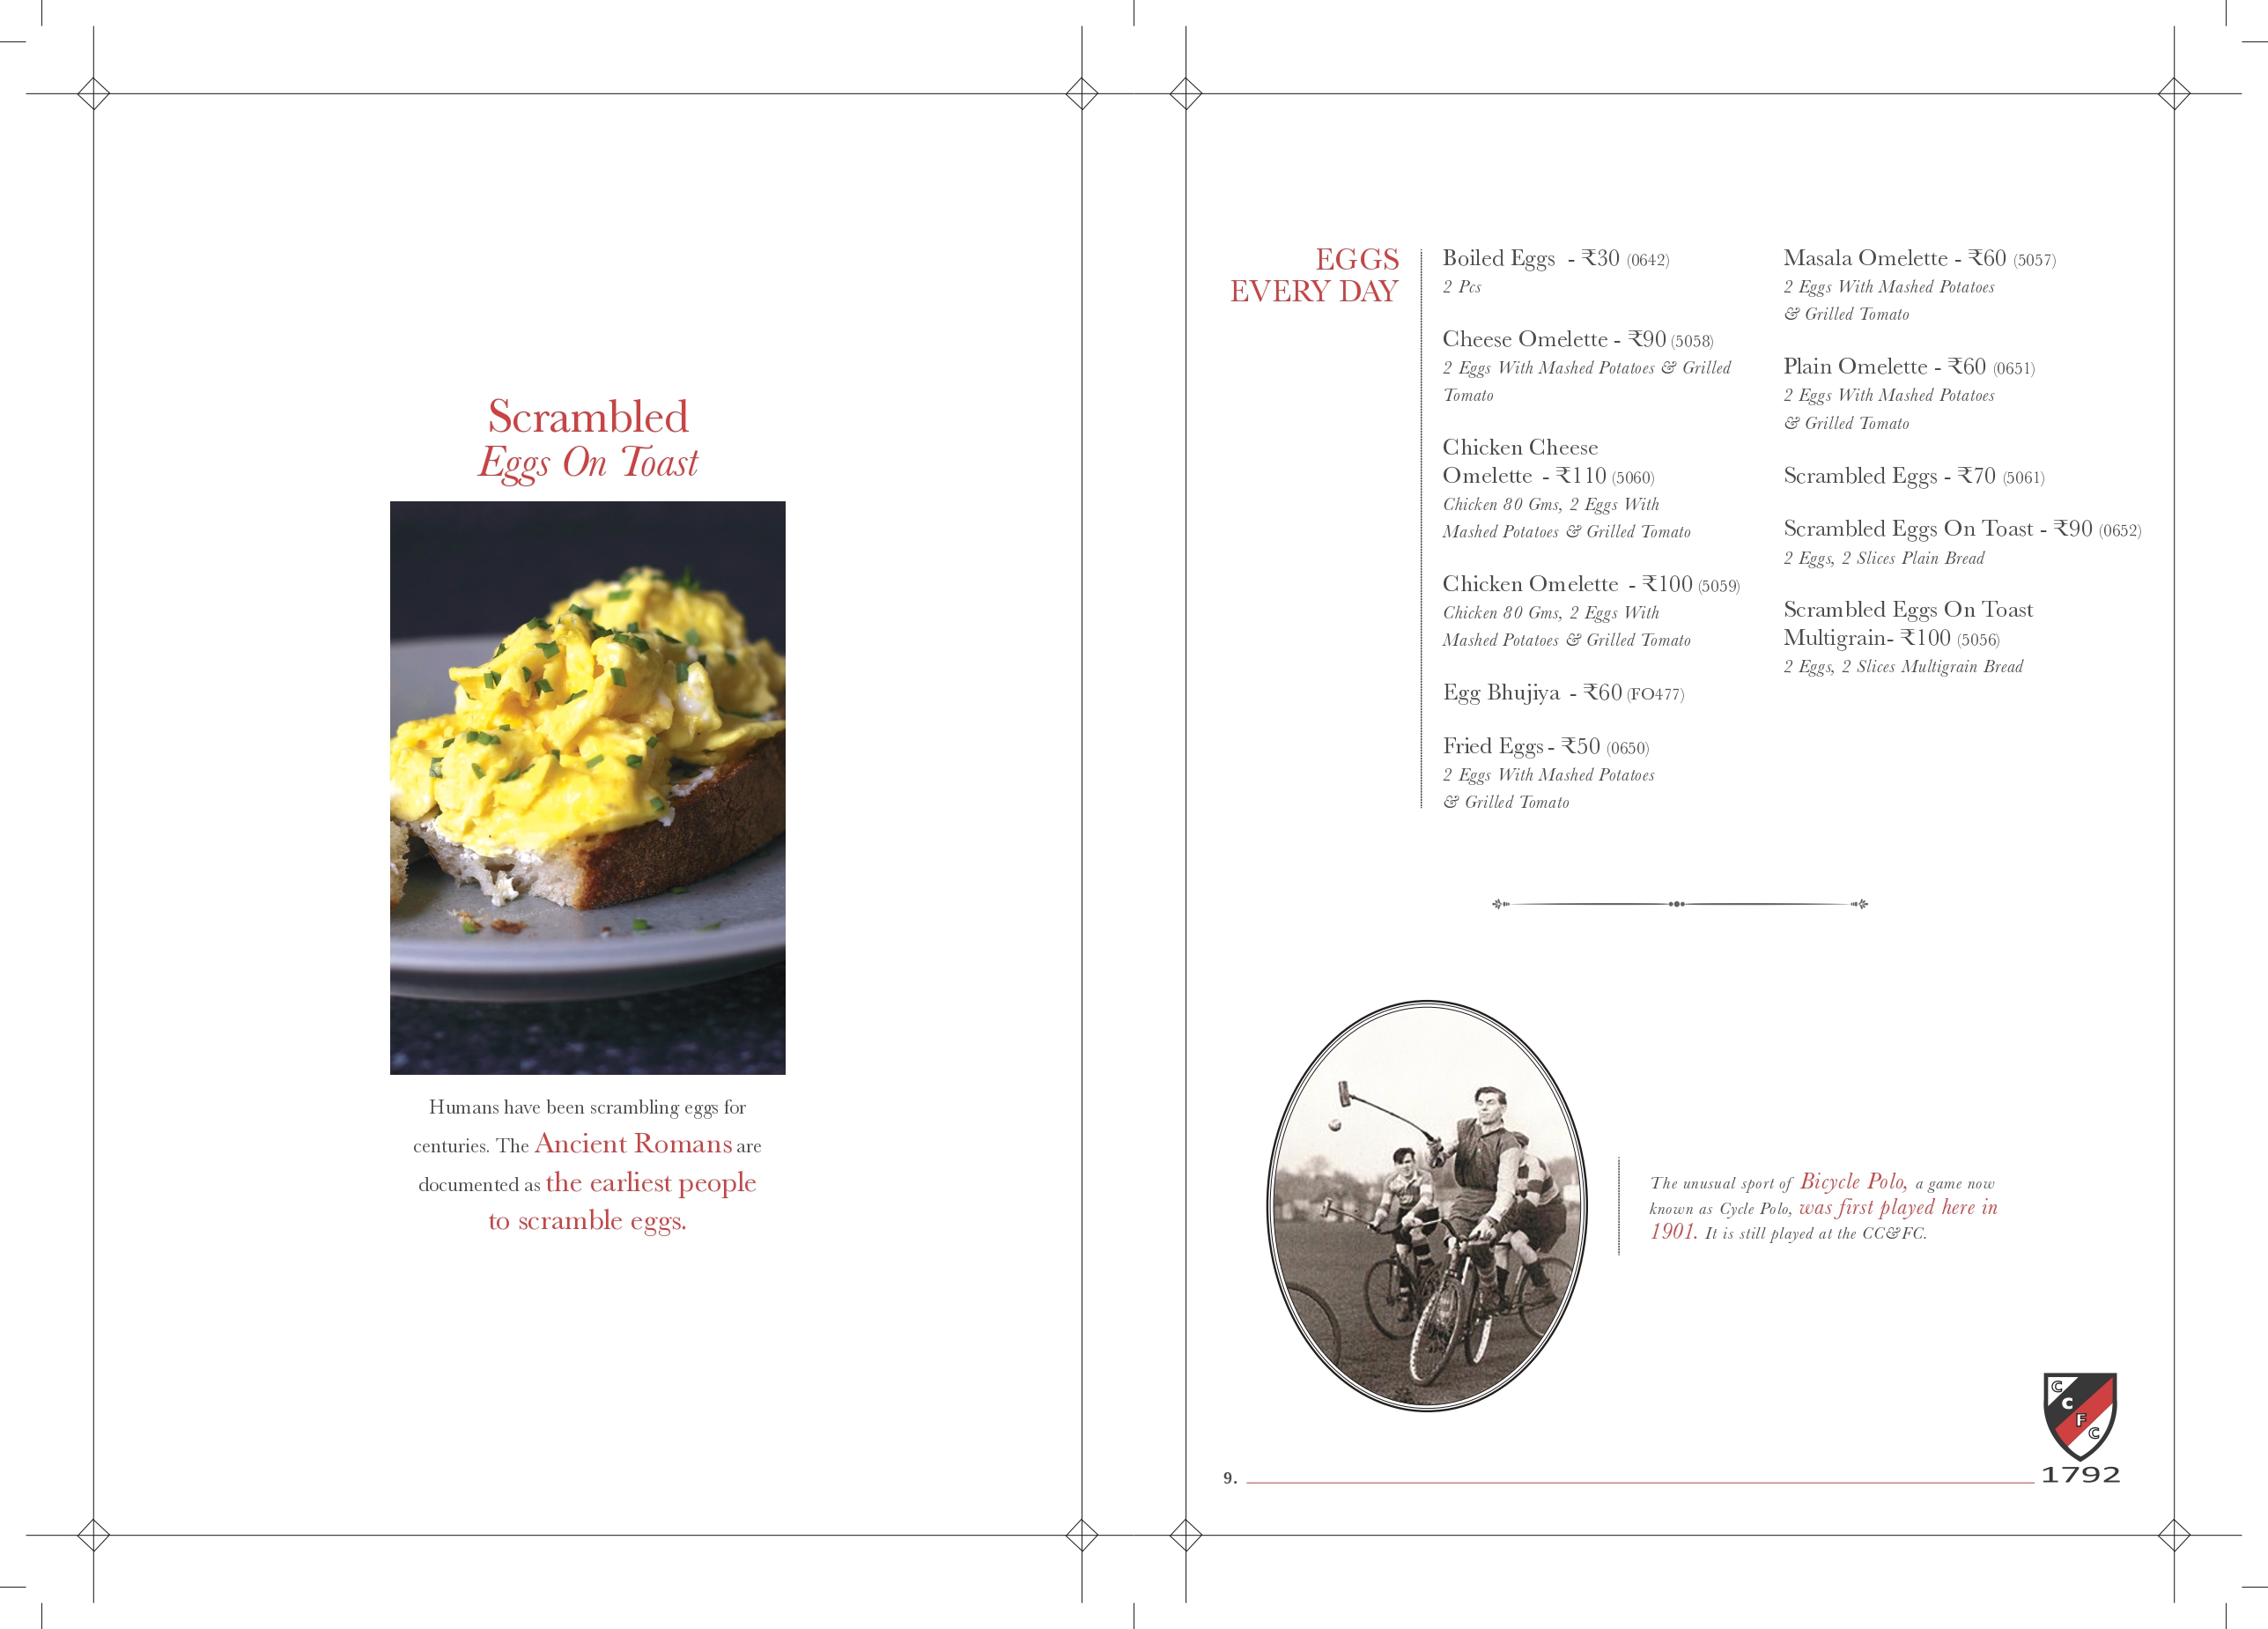 Scrambled
Eggs On Toast
Humans have been scrambling eggs for
centuries. The Ancient Romans are
documented as the earliest people
to scramble eggs.
EGGS
EVERY DAY
Boiled Eggs - ₹30 (0642)
2 Pcs
Cheese Omelette - ₹90 (5058)
2 Eggs With Mashed Potatoes & Grilled
Tomato
Chicken Cheese
Omelette - ₹110 (5060)
Chicken 80 Gms, 2 Eggs With
Mashed Potatoes & Grilled Tomato
Chicken Omelette - ₹100 (5059)
Chicken 80 Gms, 2 Eggs With
Mashed Potatoes & Grilled Tomato
Egg Bhujiya - ₹60 (FO477)
Fried Eggs - ₹50 (0650)
2 Eggs With Mashed Potatoes
& Grilled Tomato
Masala Omelette - ₹60 (5057)
2 Eggs With Mashed Potatoes
& Grilled Tomato
Plain Omelette - ₹60 (0651)
2 Eggs With Mashed Potatoes
& Grilled Tomato
Scrambled Eggs - ₹70 (5061)
Scrambled Eggs On Toast - ₹90 (0652)
2 Eggs, 2 Slices Plain Bread
Scrambled Eggs On Toast
Multigrain- ₹100 (5056)
2 Eggs, 2 Slices Multigrain Bread
The unusual sport of Bicycle Polo, a game now
known as Cycle Polo, was first played here in
1901. It is still played at the CC&FC.
C
C
F
C
1792
9.